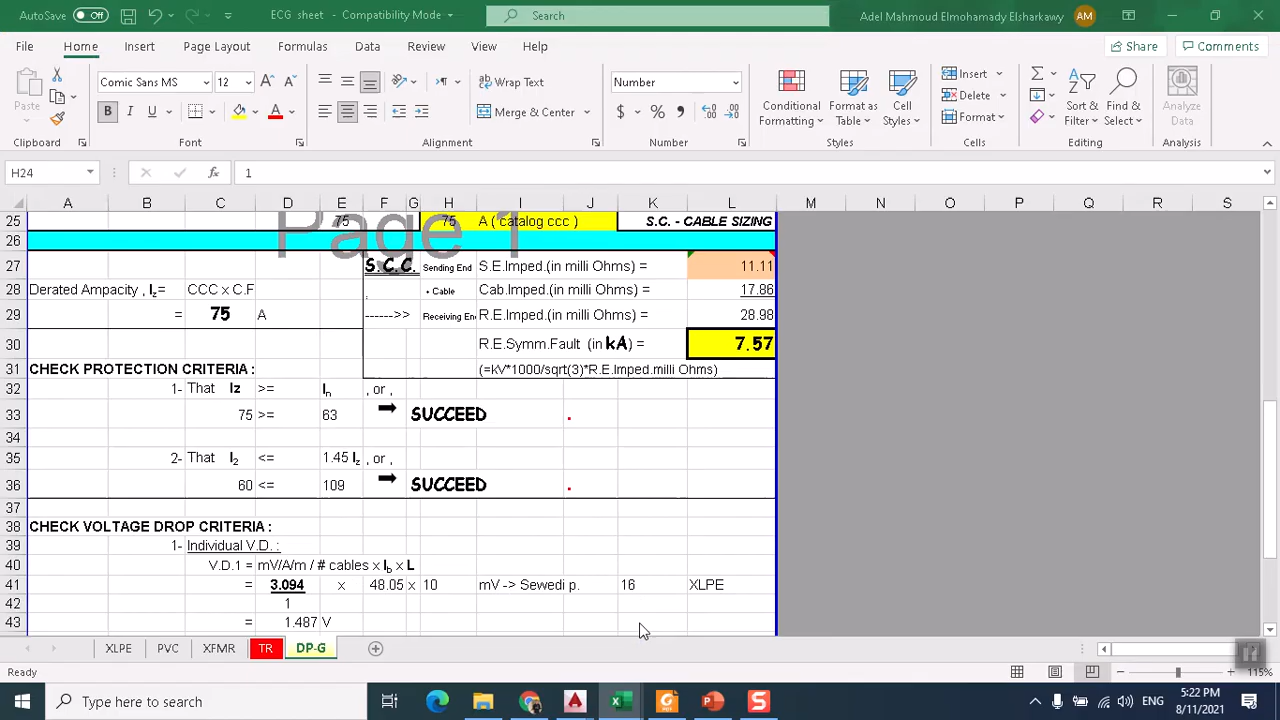 AutoSave Off ECG sheet - Compatibility Mode Search Adel Mahmoud Elmohamady Elsharkawy AM
File Home Insert Page Layout Formulas Data Review View Help Share Comments
Paste Comic Sans MS 12 Wrap Text Number Conditional Formatting Format as Table Cell Styles Insert Delete Format Sort & Filter Find & Select Analyze Data
B I U A Merge & Center $ %
Clipboard Font Alignment Number Styles Cells Editing Analysis
H24 fx 1
A B C D E F G H I J K L M N O P Q R S
Page 1
25 75 75 A ( catalog ccc ) S.C. - CABLE SIZING
26
27 S.C.C. Sending End S.E.Imped.(in milli Ohms) = 11.11
28 Derated Ampacity , Iz= CCC x C.F + Cable Cab.Imped.(in milli Ohms) = 17.86
29 = 75 A ------>> Receiving En R.E.Imped.(in milli Ohms) = 28.98
30 R.E.Symm.Fault (in kA) = 7.57
31 CHECK PROTECTION CRITERIA : (=kV*1000/sqrt(3)*R.E.Imped.milli Ohms)
32 1- That Iz >= In , or ,
33 75 >= 63 ➡ SUCCEED .
34
35 2- That I2 <= 1.45 Iz , or ,
36 60 <= 109 ➡ SUCCEED .
37
38 CHECK VOLTAGE DROP CRITERIA :
39 1- Individual V.D. :
40 V.D.1 = mV/A/m / # cables x Ib x L
41 = 3.094 x 48.05 x 10 mV -> Sewedi p. 16 XLPE
42 1
43 = 1.487 V
XLPE PVC XFMR TR DP-G
Ready 115%
Type here to search ENG 5:22 PM
8/11/2021